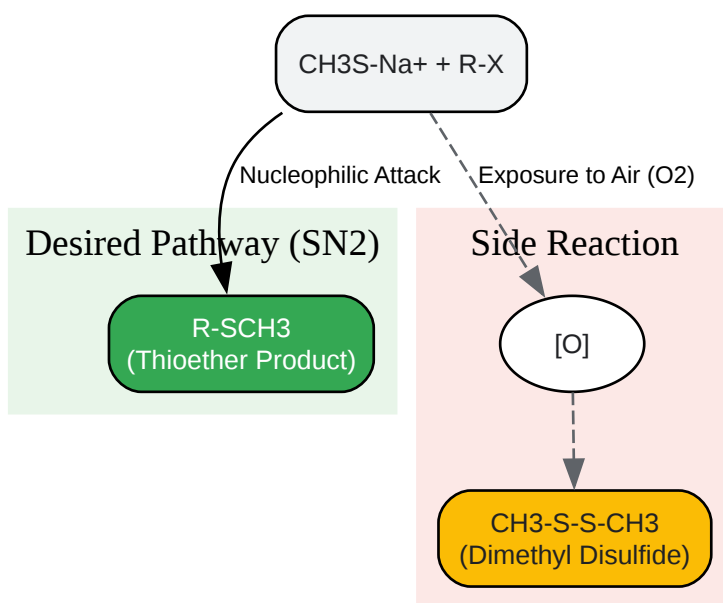 CH3S-Na+ + R-X
Nucleophilic Attack
Exposure to Air (O2)
Desired Pathway (SN2)
Side Reaction
R-SCH3
(Thioether Product)
[O]
CH3-S-S-CH3
(Dimethyl Disulfide)